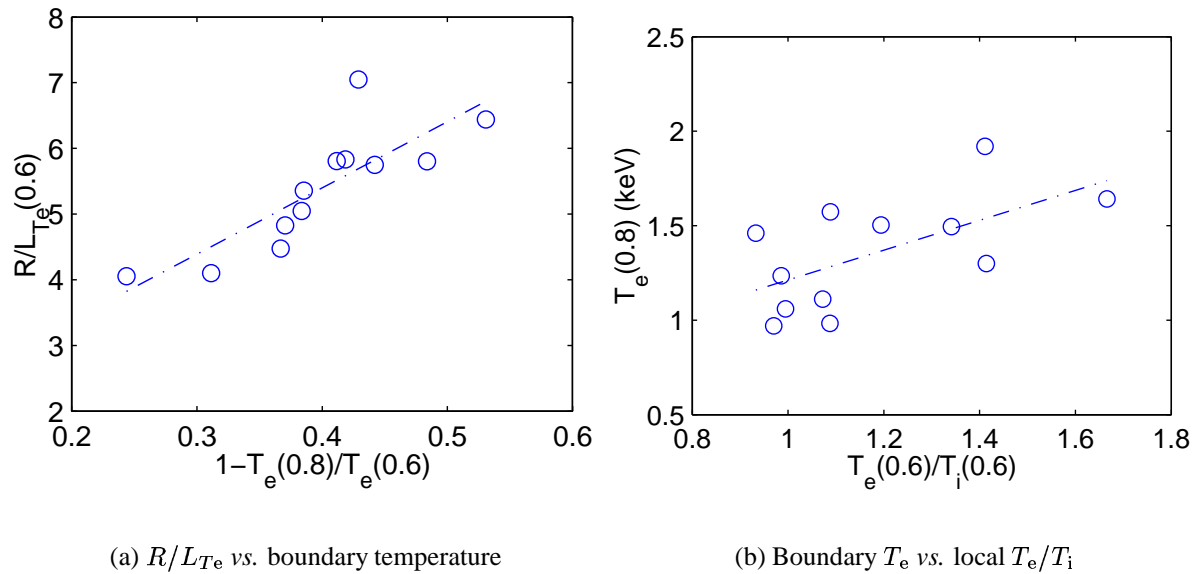 8
7
6
5
4
3
2
0.2 0.3 0.4 0.5 0.6
R/L_Te(0.6)
1−T_e(0.8)/T_e(0.6)
2.5
2
1.5
1
0.5
0.8 1 1.2 1.4 1.6 1.8
T_e(0.8) (keV)
T_e(0.6)/T_i(0.6)
(a) R/L_Te vs. boundary temperature
(b) Boundary T_e vs. local T_e/T_i